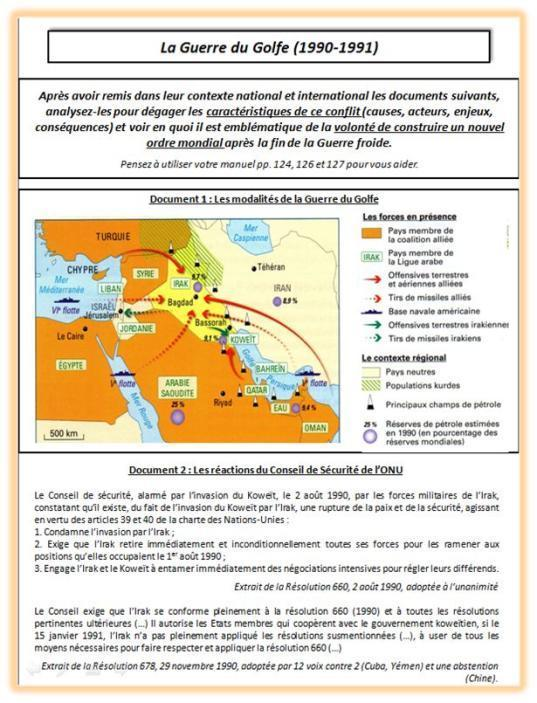 La Guerre du Golfe (1990-1991)
Après avoir remis dans leur contexte national et international les documents suivants,
analysez-les pour dégager les caractéristiques de ce conflit (causes, acteurs, enjeux,
conséquences) et voir en quoi il est emblématique de la volonté de construire un nouvel
ordre mondial après la fin de la Guerre froide.
Pensez à utiliser votre manuel pp. 124, 126 et 127 pour vous aider.
Document 1 : Les modalités de la Guerre du Golfe
TURQUIE
Mer
Caspienne
CHYPRE
SYRIE
Téhéran
Mer
Méditerranée
LIBAN
IRAK
9,7 %
IRAN
8,9 %
VIe flotte
ISRAËL
Jérusalem
Bagdad
Le Caire
JORDANIE
Bassorah
9,1 %
KOWEÏT
ÉGYPTE
Golfe
Persique
BAHREÏN
Ve flotte
Ve flotte
ARABIE
SAOUDITE
QATAR
Mer Rouge
25 %
Riyad
EAU
9,4 %
OMAN
500 km
Les forces en présence
Pays membre de
la coalition alliée
IRAK
Pays membre de
la Ligue arabe
Offensives terrestres
et aériennes alliées
Tirs de missiles alliés
Base navale américaine
Offensives terrestres irakienner
Tirs de missiles irakiens
Le contexte régional
Pays neutres
Populations kurdes
Principaux champs de pétrole
25 %
Réserves de pétrole estimées
en 1990 (en pourcentage des
réserves mondiales)
Document 2 : Les réactions du Conseil de Sécurité de l'ONU
Le Conseil de sécurité, alarmé par l'invasion du Koweït, le 2 août 1990, par les forces militaires de l'Irak,
constatant qu'il existe, du fait de l'invasion du Koweït par l'Irak, une rupture de la paix et de la sécurité, agissant
en vertu des articles 39 et 40 de la charte des Nations-Unies :
1. Condamne l'invasion par l'Irak ;
2. Exige que l'Irak retire immédiatement et inconditionnellement toutes ses forces pour les ramener aux
positions qu'elles occupaient le 1er août 1990 ;
3. Engage l'Irak et le Koweït à entamer immédiatement des négociations intensives pour régler leurs différends.
Extrait de la Résolution 660, 2 août 1990, adoptée à l'unanimité
Le Conseil exige que l'Irak se conforme pleinement à la résolution 660 (1990) et à toutes les résolutions
pertinentes ultérieures (...) Il autorise les Etats membres qui coopèrent avec le gouvernement koweïtien, si le
15 janvier 1991, l'Irak n'a pas pleinement appliqué les résolutions susmentionnées (...), à user de tous les
moyens nécessaires pour faire respecter et appliquer la résolution 660 (...)
Extrait de la Résolution 678, 29 novembre 1990, adoptée par 12 voix contre 2 (Cuba, Yémen) et une abstention
(Chine).